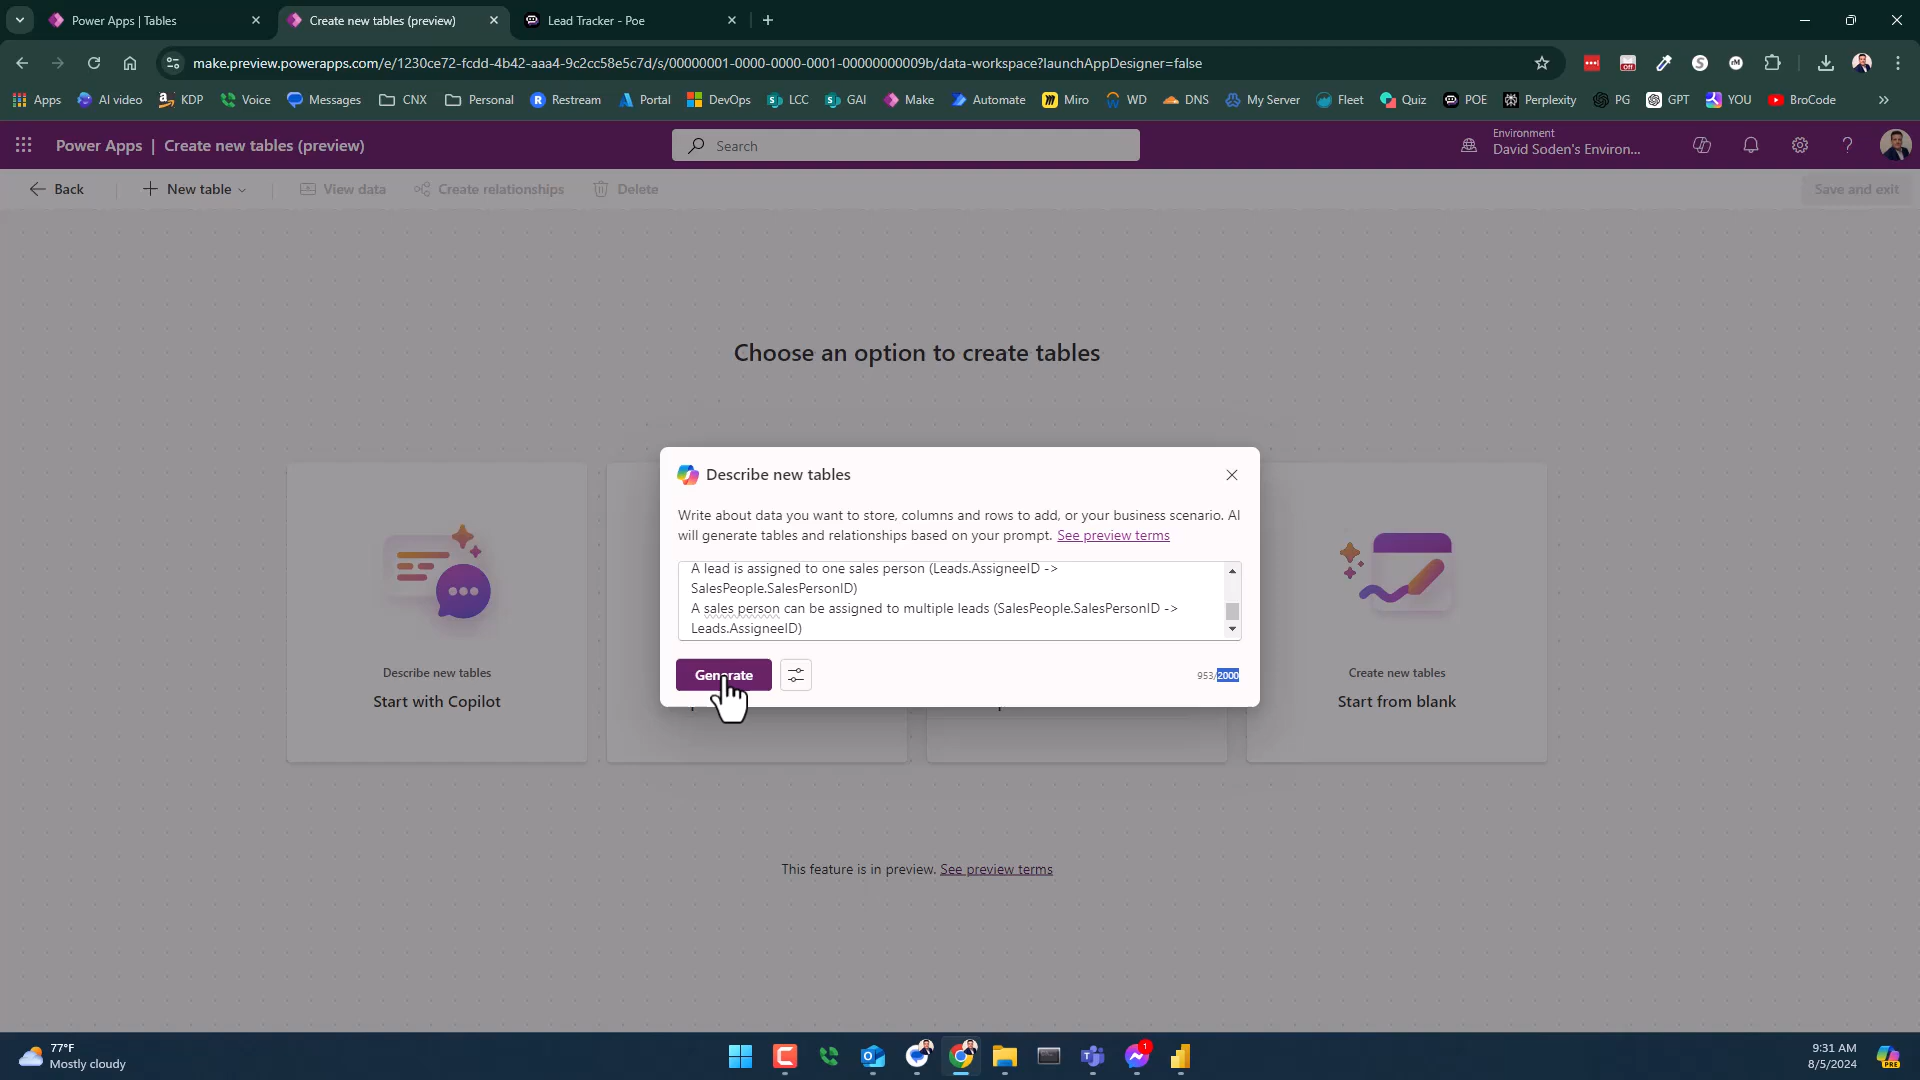 Power Apps | Tables
Create new tables (preview)
Lead Tracker - Poe
make.preview.powerapps.com/e/1230ce72-fcdd-4b42-aaa4-9c2cc58e5c7d/s/00000001-0000-0000-0001-00000000009b/data-workspace?launchAppDesigner=false
Apps AI video KDP Voice Messages CNX Personal Restream Portal DevOps LCC GAI Make Automate Miro WD DNS My Server Fleet Quiz POE Perplexity PG GPT YOU BroCode
Power Apps | Create new tables (preview)
Search
Environment
David Soden's Environ...
Back
New table
View data
Create relationships
Delete
Save and exit
Choose an option to create tables
Describe new tables
Write about data you want to store, columns and rows to add, or your business scenario. AI
will generate tables and relationships based on your prompt. See preview terms
A lead is assigned to one sales person (Leads.AssigneeID ->
SalesPeople.SalesPersonID)
A sales person can be assigned to multiple leads (SalesPeople.SalesPersonID ->
Leads.AssigneeID)
Generate
953/2000
Describe new tables
Start with Copilot
Create new tables
Start from blank
This feature is in preview. See preview terms
77°F
Mostly cloudy
1
9:31 AM
8/5/2024
PRE